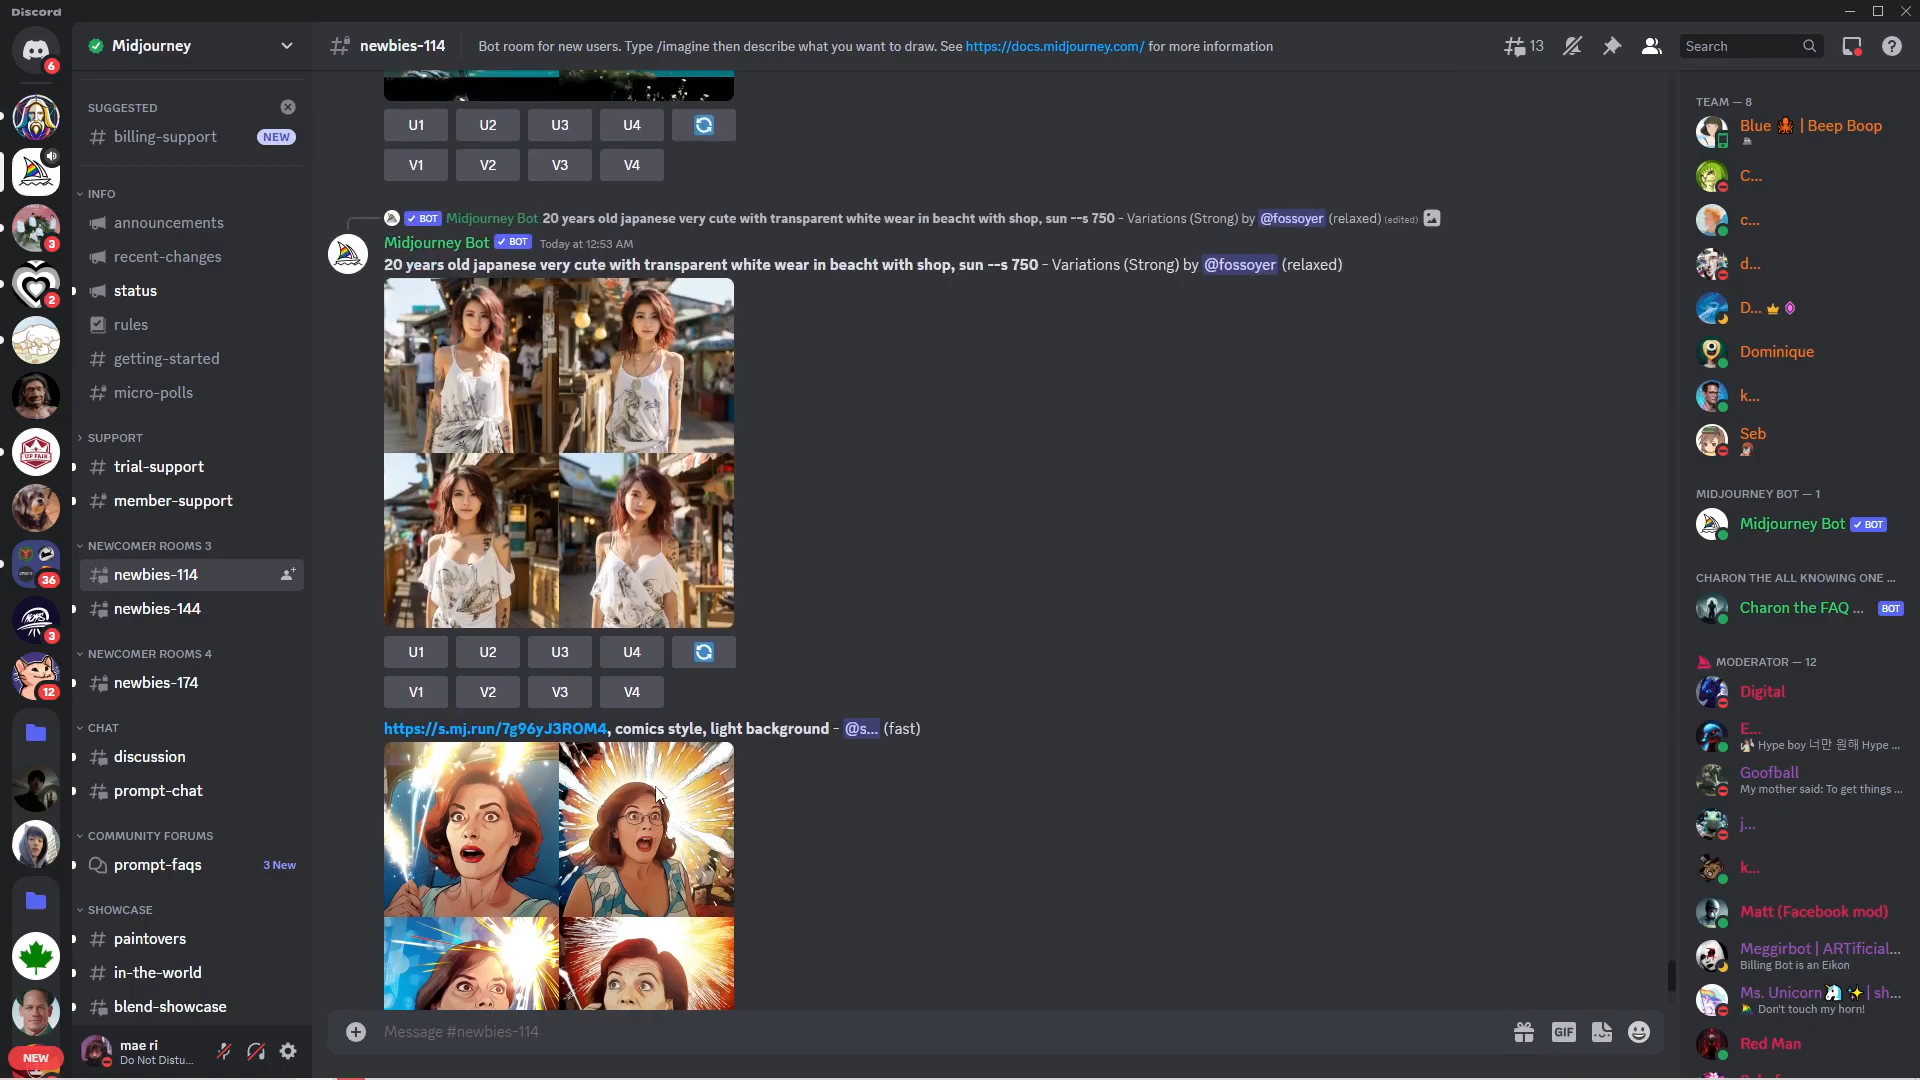 Discord
6
3
2
36
3
12
NEW
Midjourney
SUGGESTED
billing-support NEW
INFO
announcements
recent-changes
status
rules
getting-started
micro-polls
SUPPORT
trial-support
member-support
NEWCOMER ROOMS 3
newbies-114
newbies-144
NEWCOMER ROOMS 4
newbies-174
CHAT
discussion
prompt-chat
COMMUNITY FORUMS
prompt-faqs 3 New
SHOWCASE
paintovers
in-the-world
blend-showcase
mae ri
Do Not Distu...
newbies-114 Bot room for new users. Type /imagine then describe what you want to draw. See https://docs.midjourney.com/ for more information
13 Search
U1 U2 U3 U4
V1 V2 V3 V4
BOT Midjourney Bot 20 years old japanese very cute with transparent white wear in beacht with shop, sun --s 750 - Variations (Strong) by @fossoyer (relaxed) (edited)
Midjourney Bot BOT Today at 12:53 AM
20 years old japanese very cute with transparent white wear in beacht with shop, sun --s 750 - Variations (Strong) by @fossoyer (relaxed)
U1 U2 U3 U4
V1 V2 V3 V4
https://s.mj.run/7g96yJ3ROM4, comics style, light background - @s... (fast)
Message #newbies-114
GIF
TEAM — 8
Blue | Beep Boop
C...
c...
d...
D...
Dominique
k...
Seb
MIDJOURNEY BOT — 1
Midjourney Bot BOT
CHARON THE ALL KNOWING ONE ...
Charon the FAQ ... BOT
MODERATOR — 12
Digital
E...
Hype boy 너만 원해 Hype ...
Goofball
My mother said: To get things ...
j...
k...
Matt (Facebook mod)
Meggirbot | ARTificial...
Billing Bot is an Eikon
Ms. Unicorn | sh...
Don't touch my horn!
Red Man